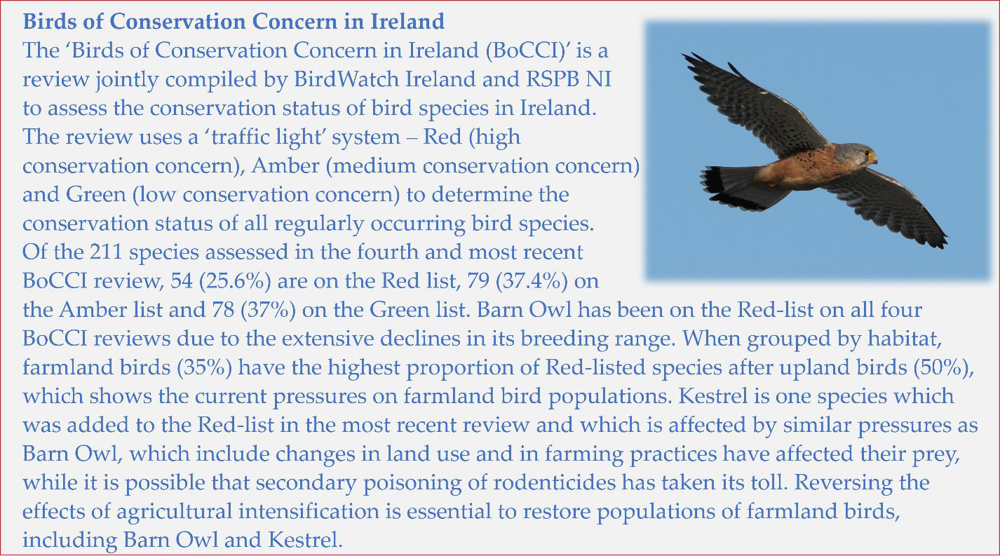 Birds of Conservation Concern in Ireland
The ‘Birds of Conservation Concern in Ireland (BoCCI)’ is a
review jointly compiled by BirdWatch Ireland and RSPB NI
to assess the conservation status of bird species in Ireland.
The review uses a ‘traffic light’ system – Red (high
conservation concern), Amber (medium conservation concern)
and Green (low conservation concern) to determine the
conservation status of all regularly occurring bird species.
Of the 211 species assessed in the fourth and most recent
BoCCI review, 54 (25.6%) are on the Red list, 79 (37.4%) on
the Amber list and 78 (37%) on the Green list. Barn Owl has been on the Red-list on all four
BoCCI reviews due to the extensive declines in its breeding range. When grouped by habitat,
farmland birds (35%) have the highest proportion of Red-listed species after upland birds (50%),
which shows the current pressures on farmland bird populations. Kestrel is one species which
was added to the Red-list in the most recent review and which is affected by similar pressures as
Barn Owl, which include changes in land use and in farming practices have affected their prey,
while it is possible that secondary poisoning of rodenticides has taken its toll. Reversing the
effects of agricultural intensification is essential to restore populations of farmland birds,
including Barn Owl and Kestrel.